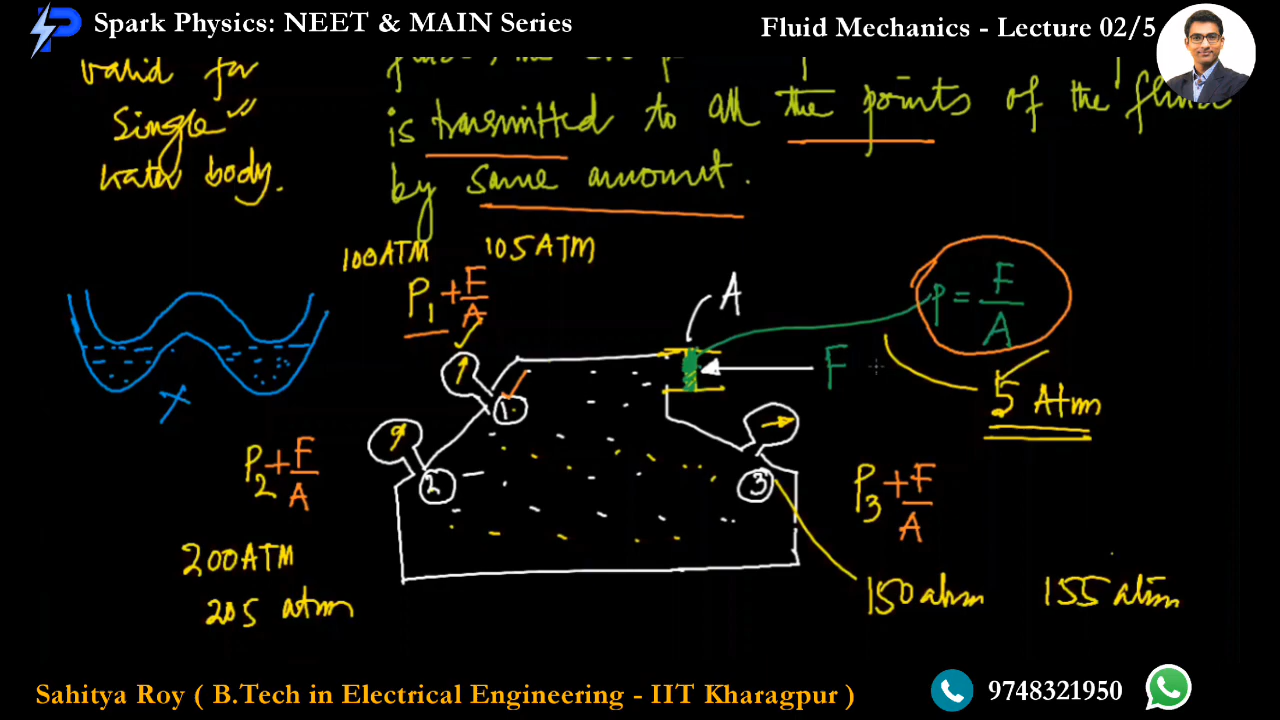 Spark Physics: NEET & MAIN Series
Fluid Mechanics - Lecture 02/5
valid for
Single"
water body.
is transmitted to all the points of the fluid
by same amount.
100ATM 105ATM
P1 + F/A
A
P = F/A
F
5 Atm
1
2
3
P2 + F/A
200ATM
205 atm
P3 + F/A
150 atm 155 atm
Sahitya Roy ( B.Tech in Electrical Engineering - IIT Kharagpur )
9748321950